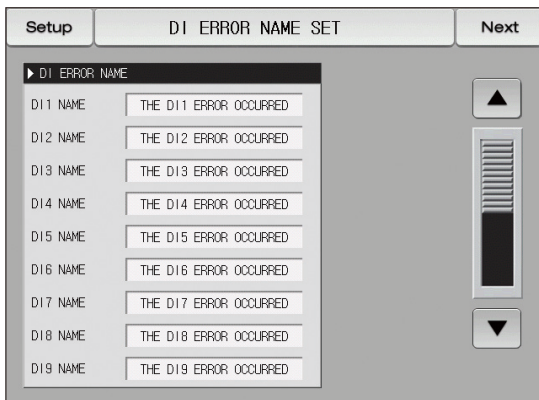 Setup DI ERROR NAME SET Next
▶ DI ERROR NAME
DI1 NAME THE DI1 ERROR OCCURRED
DI2 NAME THE DI2 ERROR OCCURRED
DI3 NAME THE DI3 ERROR OCCURRED
DI4 NAME THE DI4 ERROR OCCURRED
DI5 NAME THE DI5 ERROR OCCURRED
DI6 NAME THE DI6 ERROR OCCURRED
DI7 NAME THE DI7 ERROR OCCURRED
DI8 NAME THE DI8 ERROR OCCURRED
DI9 NAME THE DI9 ERROR OCCURRED